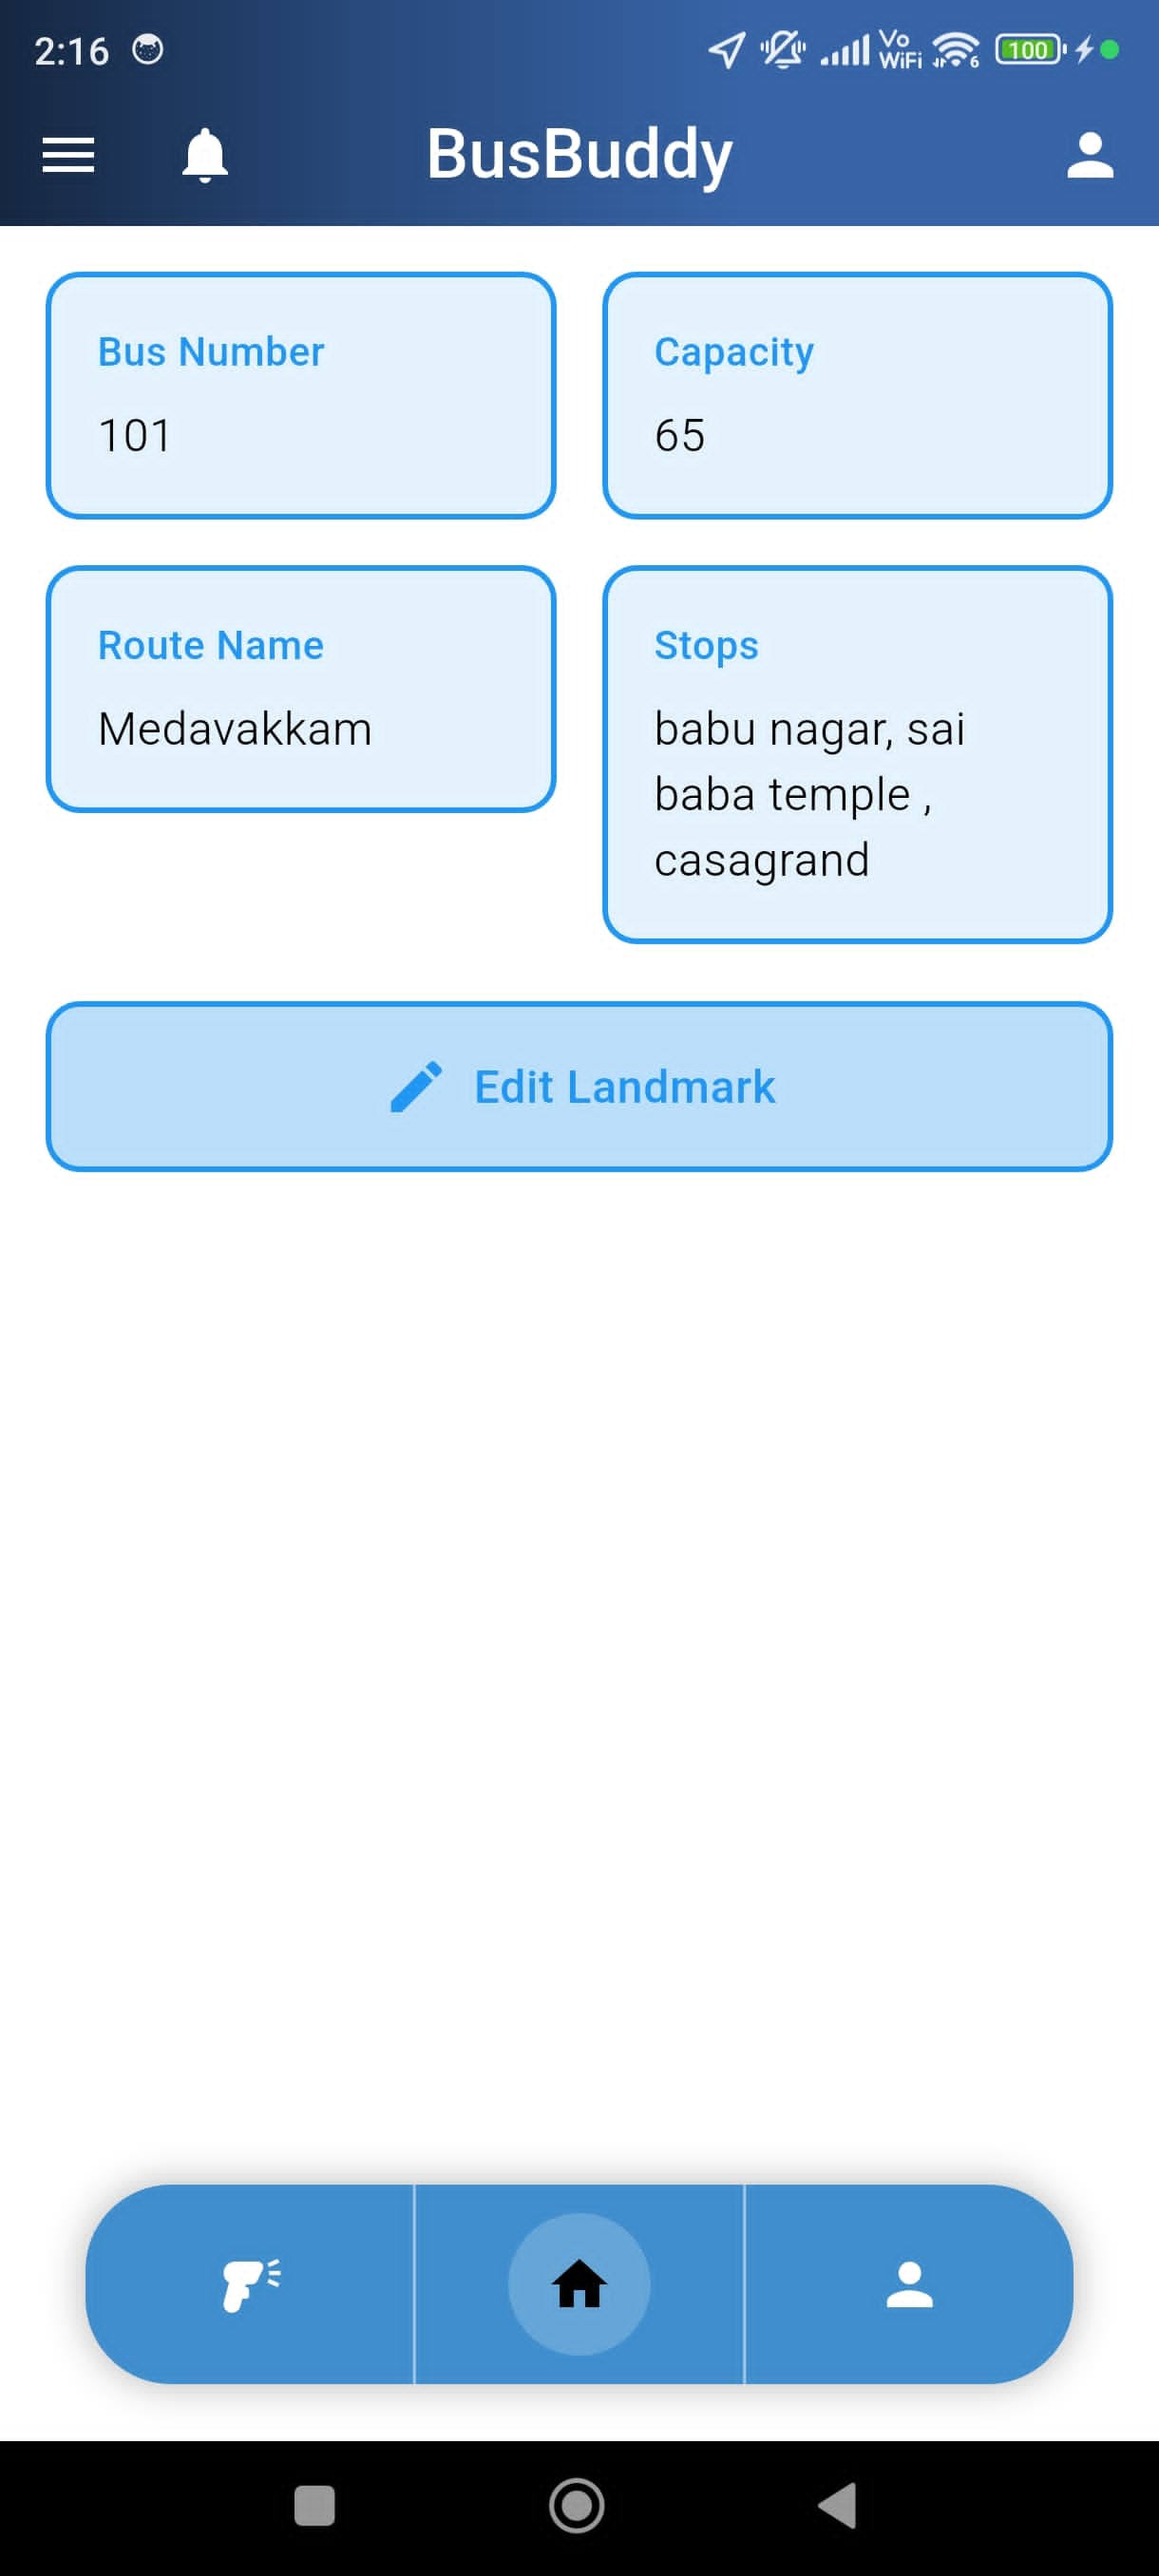 2:16
Vo
WiFi
6
100
BusBuddy
Bus Number
101
Capacity
65
Route Name
Medavakkam
Stops
babu nagar, sai
baba temple ,
casagrand
Edit Landmark